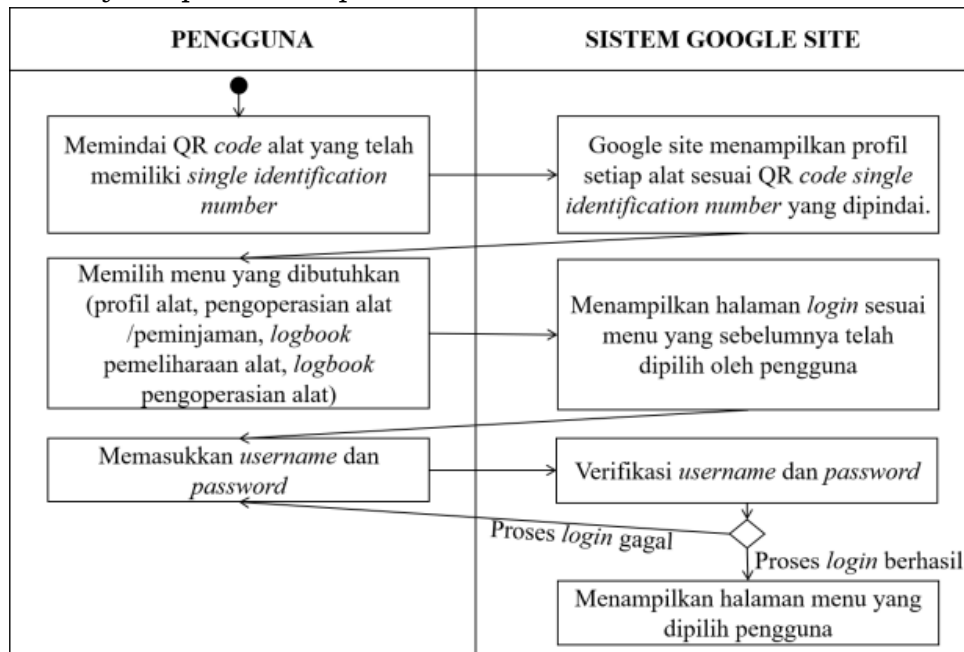 PENGGUNA
SISTEM GOOGLE SITE
Memindai QR code alat yang telah
memiliki single identification
number
Google site menampilkan profil
setiap alat sesuai QR code single
identification number yang dipindai.
Memilih menu yang dibutuhkan
(profil alat, pengoperasian alat
/peminjaman, logbook
pemeliharaan alat, logbook
pengoperasian alat)
Menampilkan halaman login sesuai
menu yang sebelumnya telah
dipilih oleh pengguna
Memasukkan username dan
password
Verifikasi username dan password
Proses login gagal
Proses login berhasil
Menampilkan halaman menu yang
dipilih pengguna